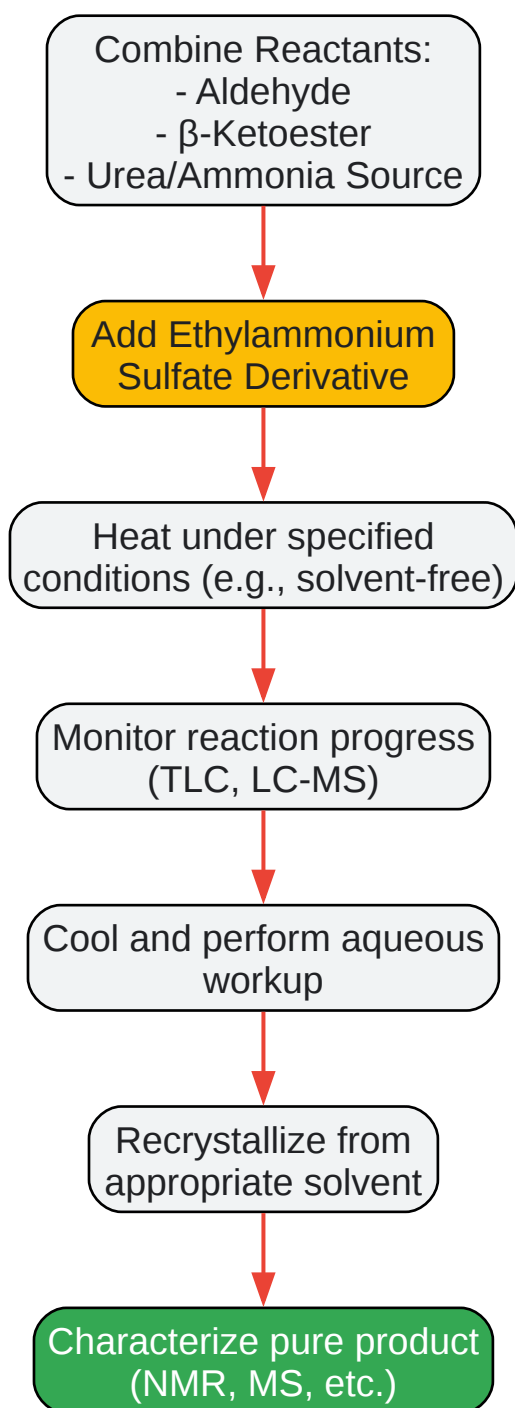 Combine Reactants:
- Aldehyde
- β-Ketoester
- Urea/Ammonia Source
Add Ethylammonium
Sulfate Derivative
Heat under specified
conditions (e.g., solvent-free)
Monitor reaction progress
(TLC, LC-MS)
Cool and perform aqueous
workup
Recrystallize from
appropriate solvent
Characterize pure product
(NMR, MS, etc.)